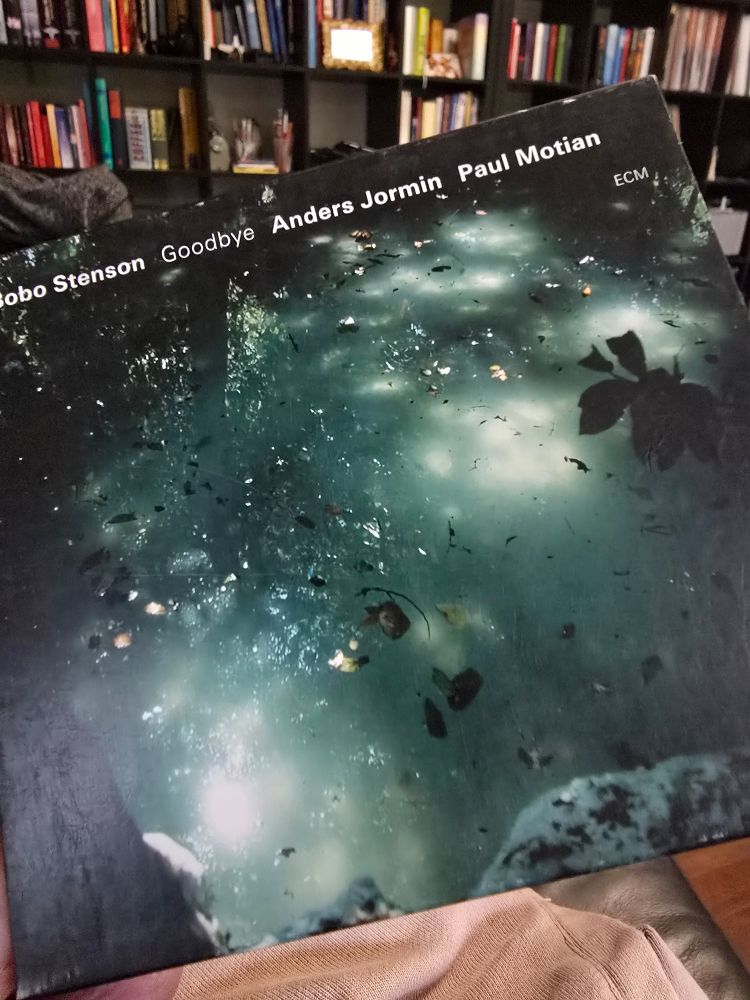 Bobo Stenson Goodbye Anders Jormin Paul Motian
ECM